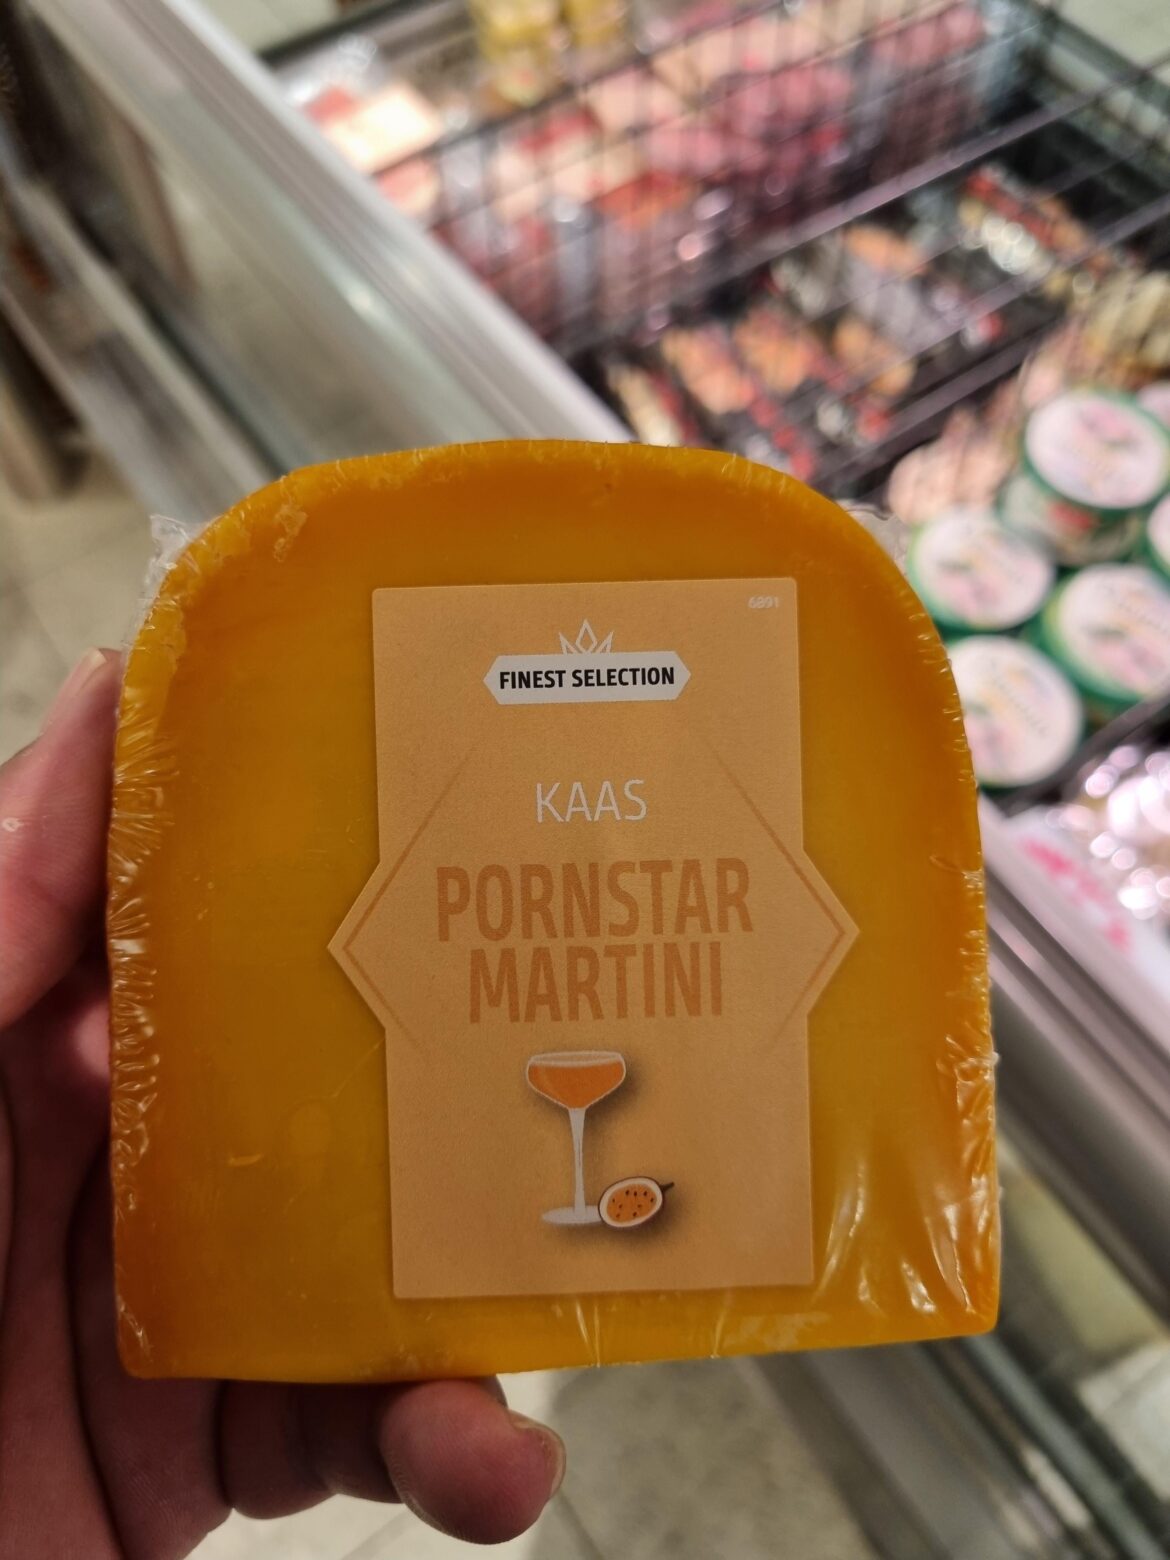 6891
FINEST SELECTION
KAAS
PORNSTAR
MARTINI